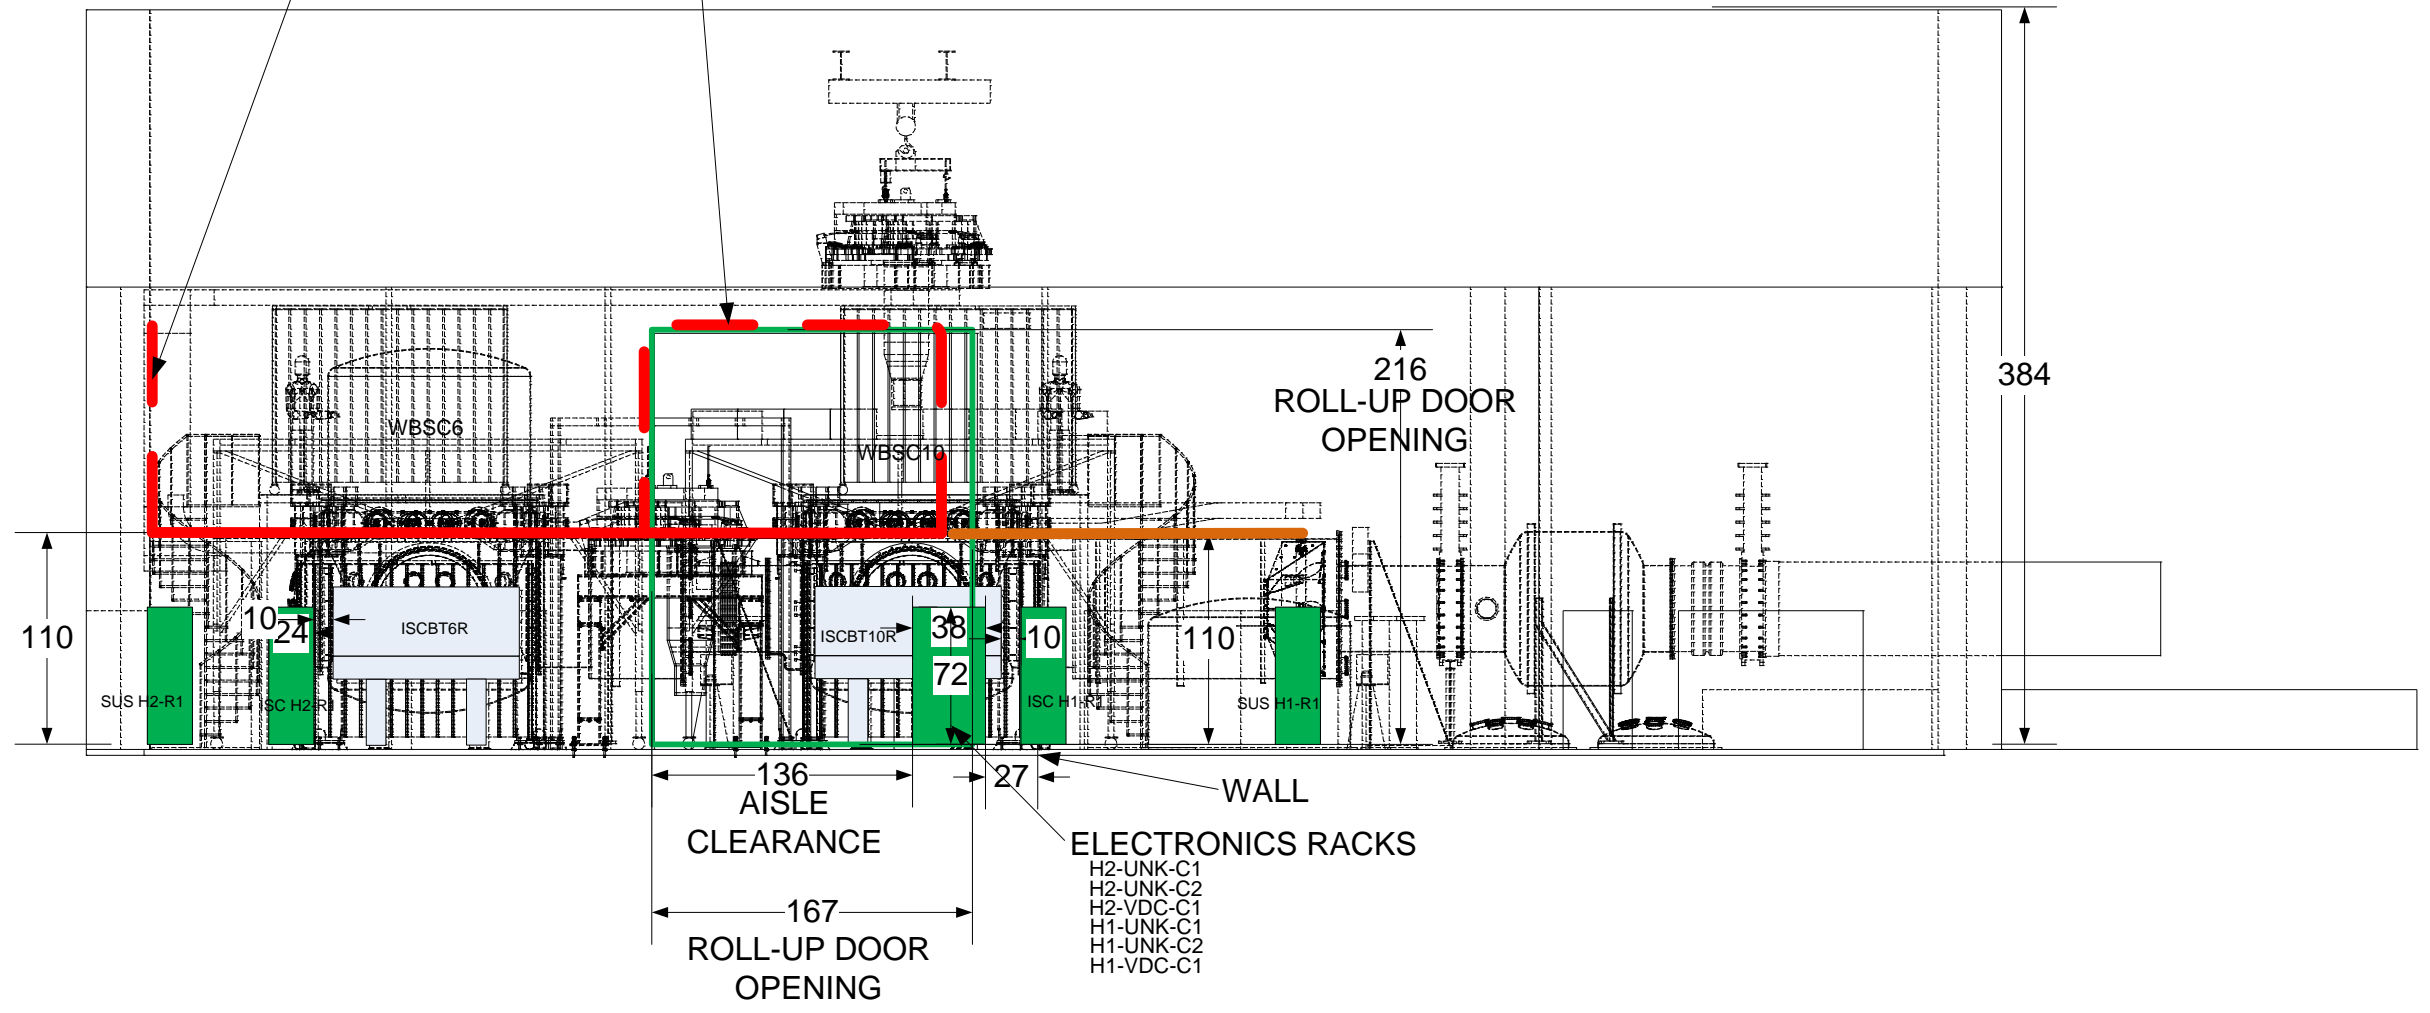 384
216
ROLL-UP DOOR
OPENING
WBSC6
WBSC10
110
10
24
ISCBT6R
ISCBT10R
38
10
72
110
SUS H2-R1
SC H2-R1
ISC H1-R1
SUS H1-R1
136
AISLE
CLEARANCE
27
WALL
ELECTRONICS RACKS
H2-UNK-C1
H2-UNK-C2
H2-VDC-C1
H1-UNK-C1
H1-UNK-C2
H1-VDC-C1
167
ROLL-UP DOOR
OPENING